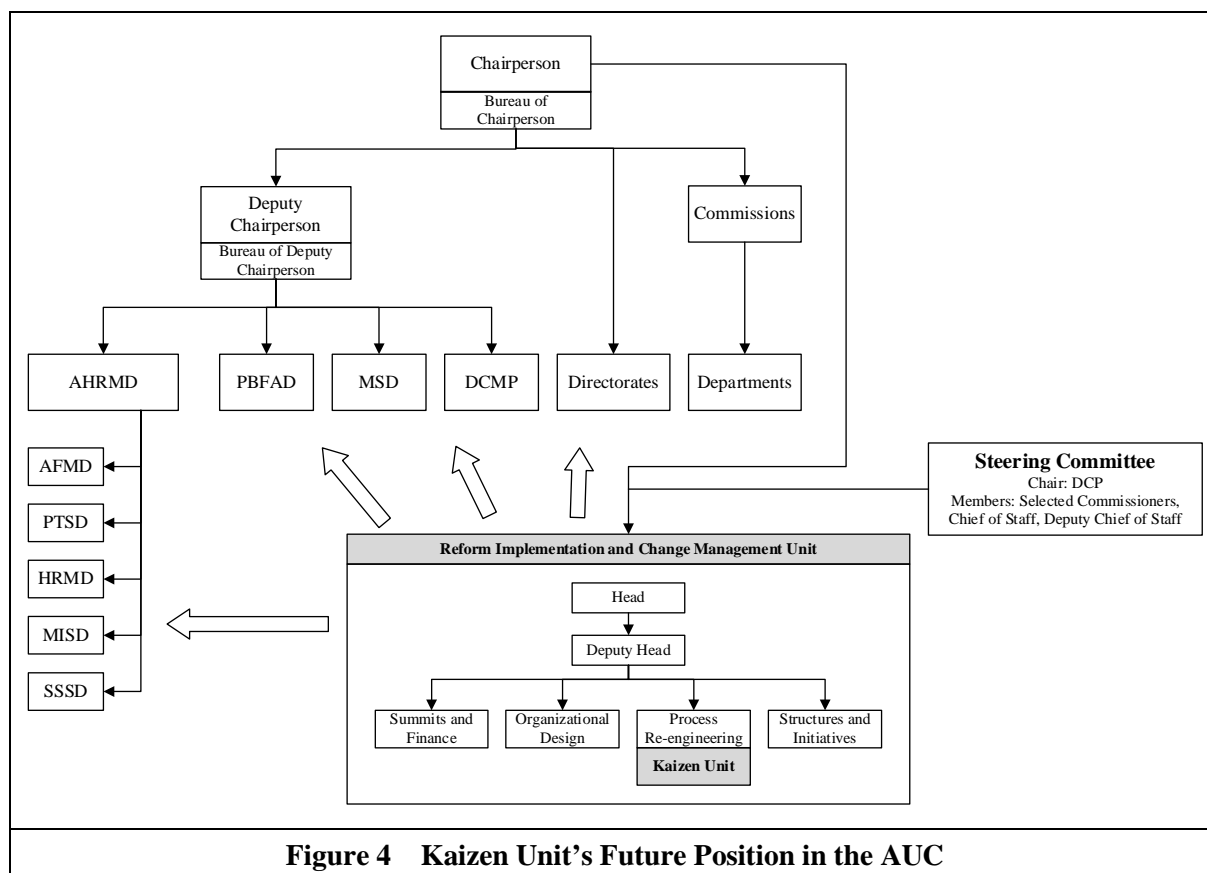 Chairperson
Bureau of
Chairperson
Deputy
Chairperson
Bureau of Deputy
Chairperson
Commissions
AHRMD
PBFAD
MSD
DCMP
Directorates
Departments
AFMD
PTSD
HRMD
MISD
SSSD
Steering Committee
Chair: DCP
Members: Selected Commissioners,
Chief of Staff, Deputy Chief of Staff
Reform Implementation and Change Management Unit
Head
Deputy Head
Summits and
Finance
Organizational
Design
Process
Re-engineering
Kaizen Unit
Structures and
Initiatives
Figure 4 Kaizen Unit's Future Position in the AUC